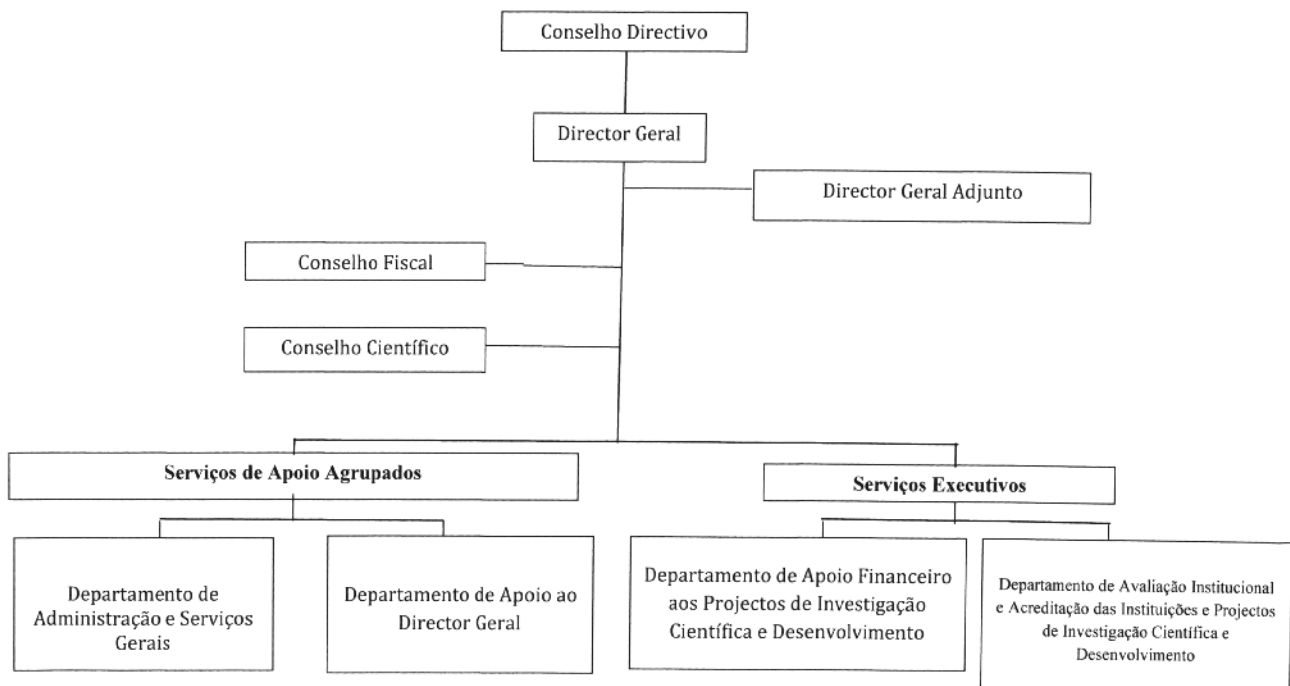 Conselho Directivo
Director Geral
Director Geral Adjunto
Conselho Fiscal
Conselho Científico
Serviços de Apoio Agrupados
Serviços Executivos
Departamento de
Administração e Serviços
Gerais
Departamento de Apoio ao
Director Geral
Departamento de Apoio Financeiro
aos Projectos de Investigação
Científica e Desenvolvimento
Departamento de Avaliação Institucional
e Acreditação das Instituições e Projectos
de Investigação Científica e
Desenvolvimento